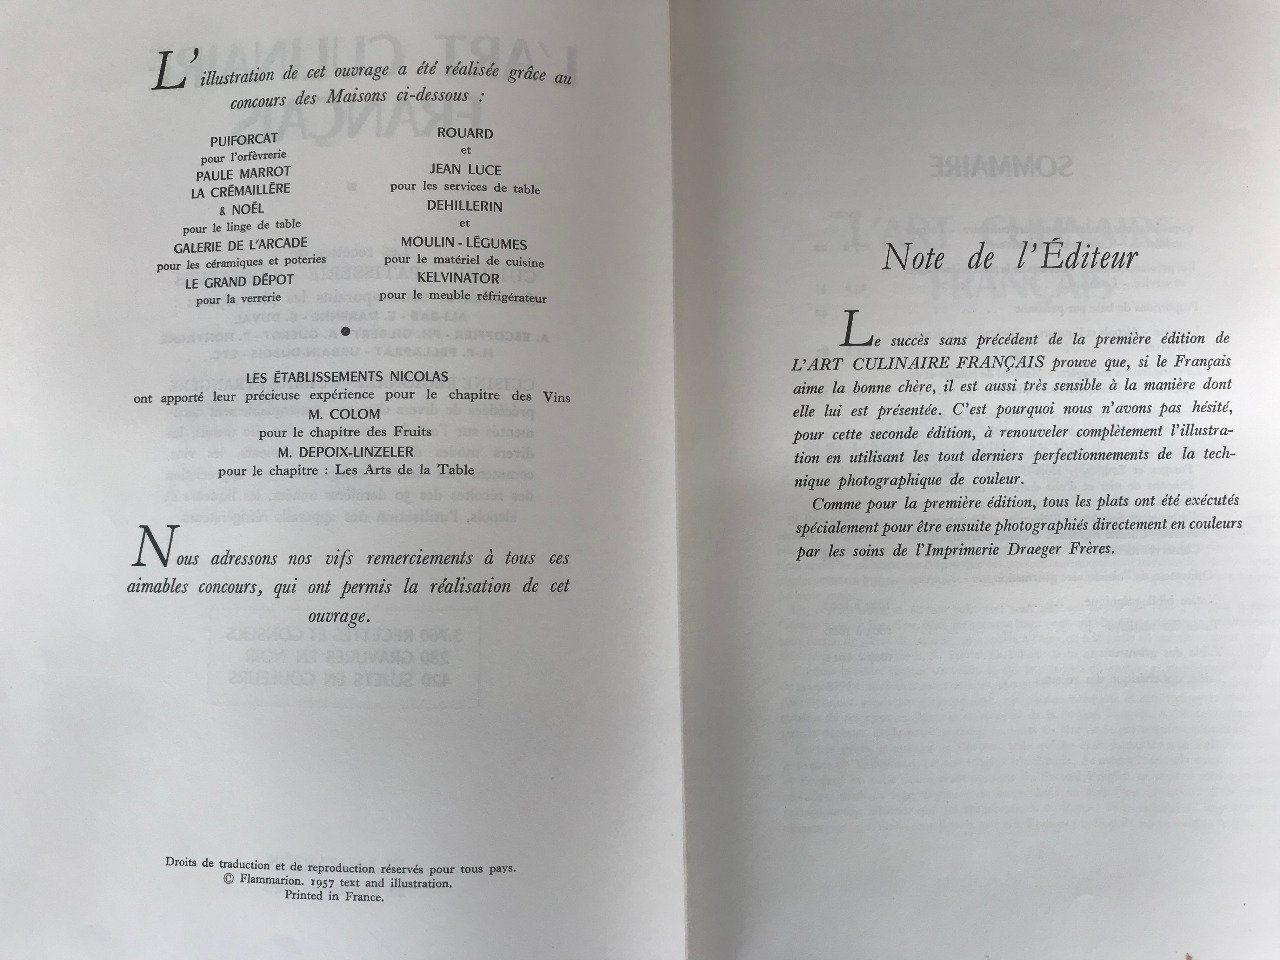 L'illustration de cet ouvrage a été réalisée grâce au
concours des Maisons ci-dessous :
PUIFORCAT
pour l'orfèvrerie
PAULE MARROT
LA CRÉMAILLÈRE
& NOËL
pour le linge de table
GALERIE DE L'ARCADE
pour les céramiques et poteries
LE GRAND DÉPOT
pour la verrerie
ROUARD
et
JEAN LUCE
pour les services de table
DEHILLERIN
et
MOULIN-LÉGUMES
pour le matériel de cuisine
KELVINATOR
pour le meuble réfrigérateur
LES ÉTABLISSEMENTS NICOLAS
ont apporté leur précieuse expérience pour le chapitre des Vins
M. COLOM
pour le chapitre des Fruits
M. DEPOIX-LINZELER
pour le chapitre : Les Arts de la Table
Nous adressons nos vifs remerciements à tous ces
aimables concours, qui ont permis la réalisation de cet
ouvrage.
Droits de traduction et de reproduction réservés pour tous pays.
© Flammarion. 1957 text and illustration.
Printed in France.
Note de l'Éditeur
Le succès sans précédent de la première édition de
L'ART CULINAIRE FRANÇAIS prouve que, si le Français
aime la bonne chère, il est aussi très sensible à la manière dont
elle lui est présentée. C'est pourquoi nous n'avons pas hésité,
pour cette seconde édition, à renouveler complètement l'illustra-
tion en utilisant les tout derniers perfectionnements de la tech-
nique photographique de couleur.
Comme pour la première édition, tous les plats ont été exécutés
spécialement pour être ensuite photographiés directement en couleurs
par les soins de l'Imprimerie Draeger Frères.